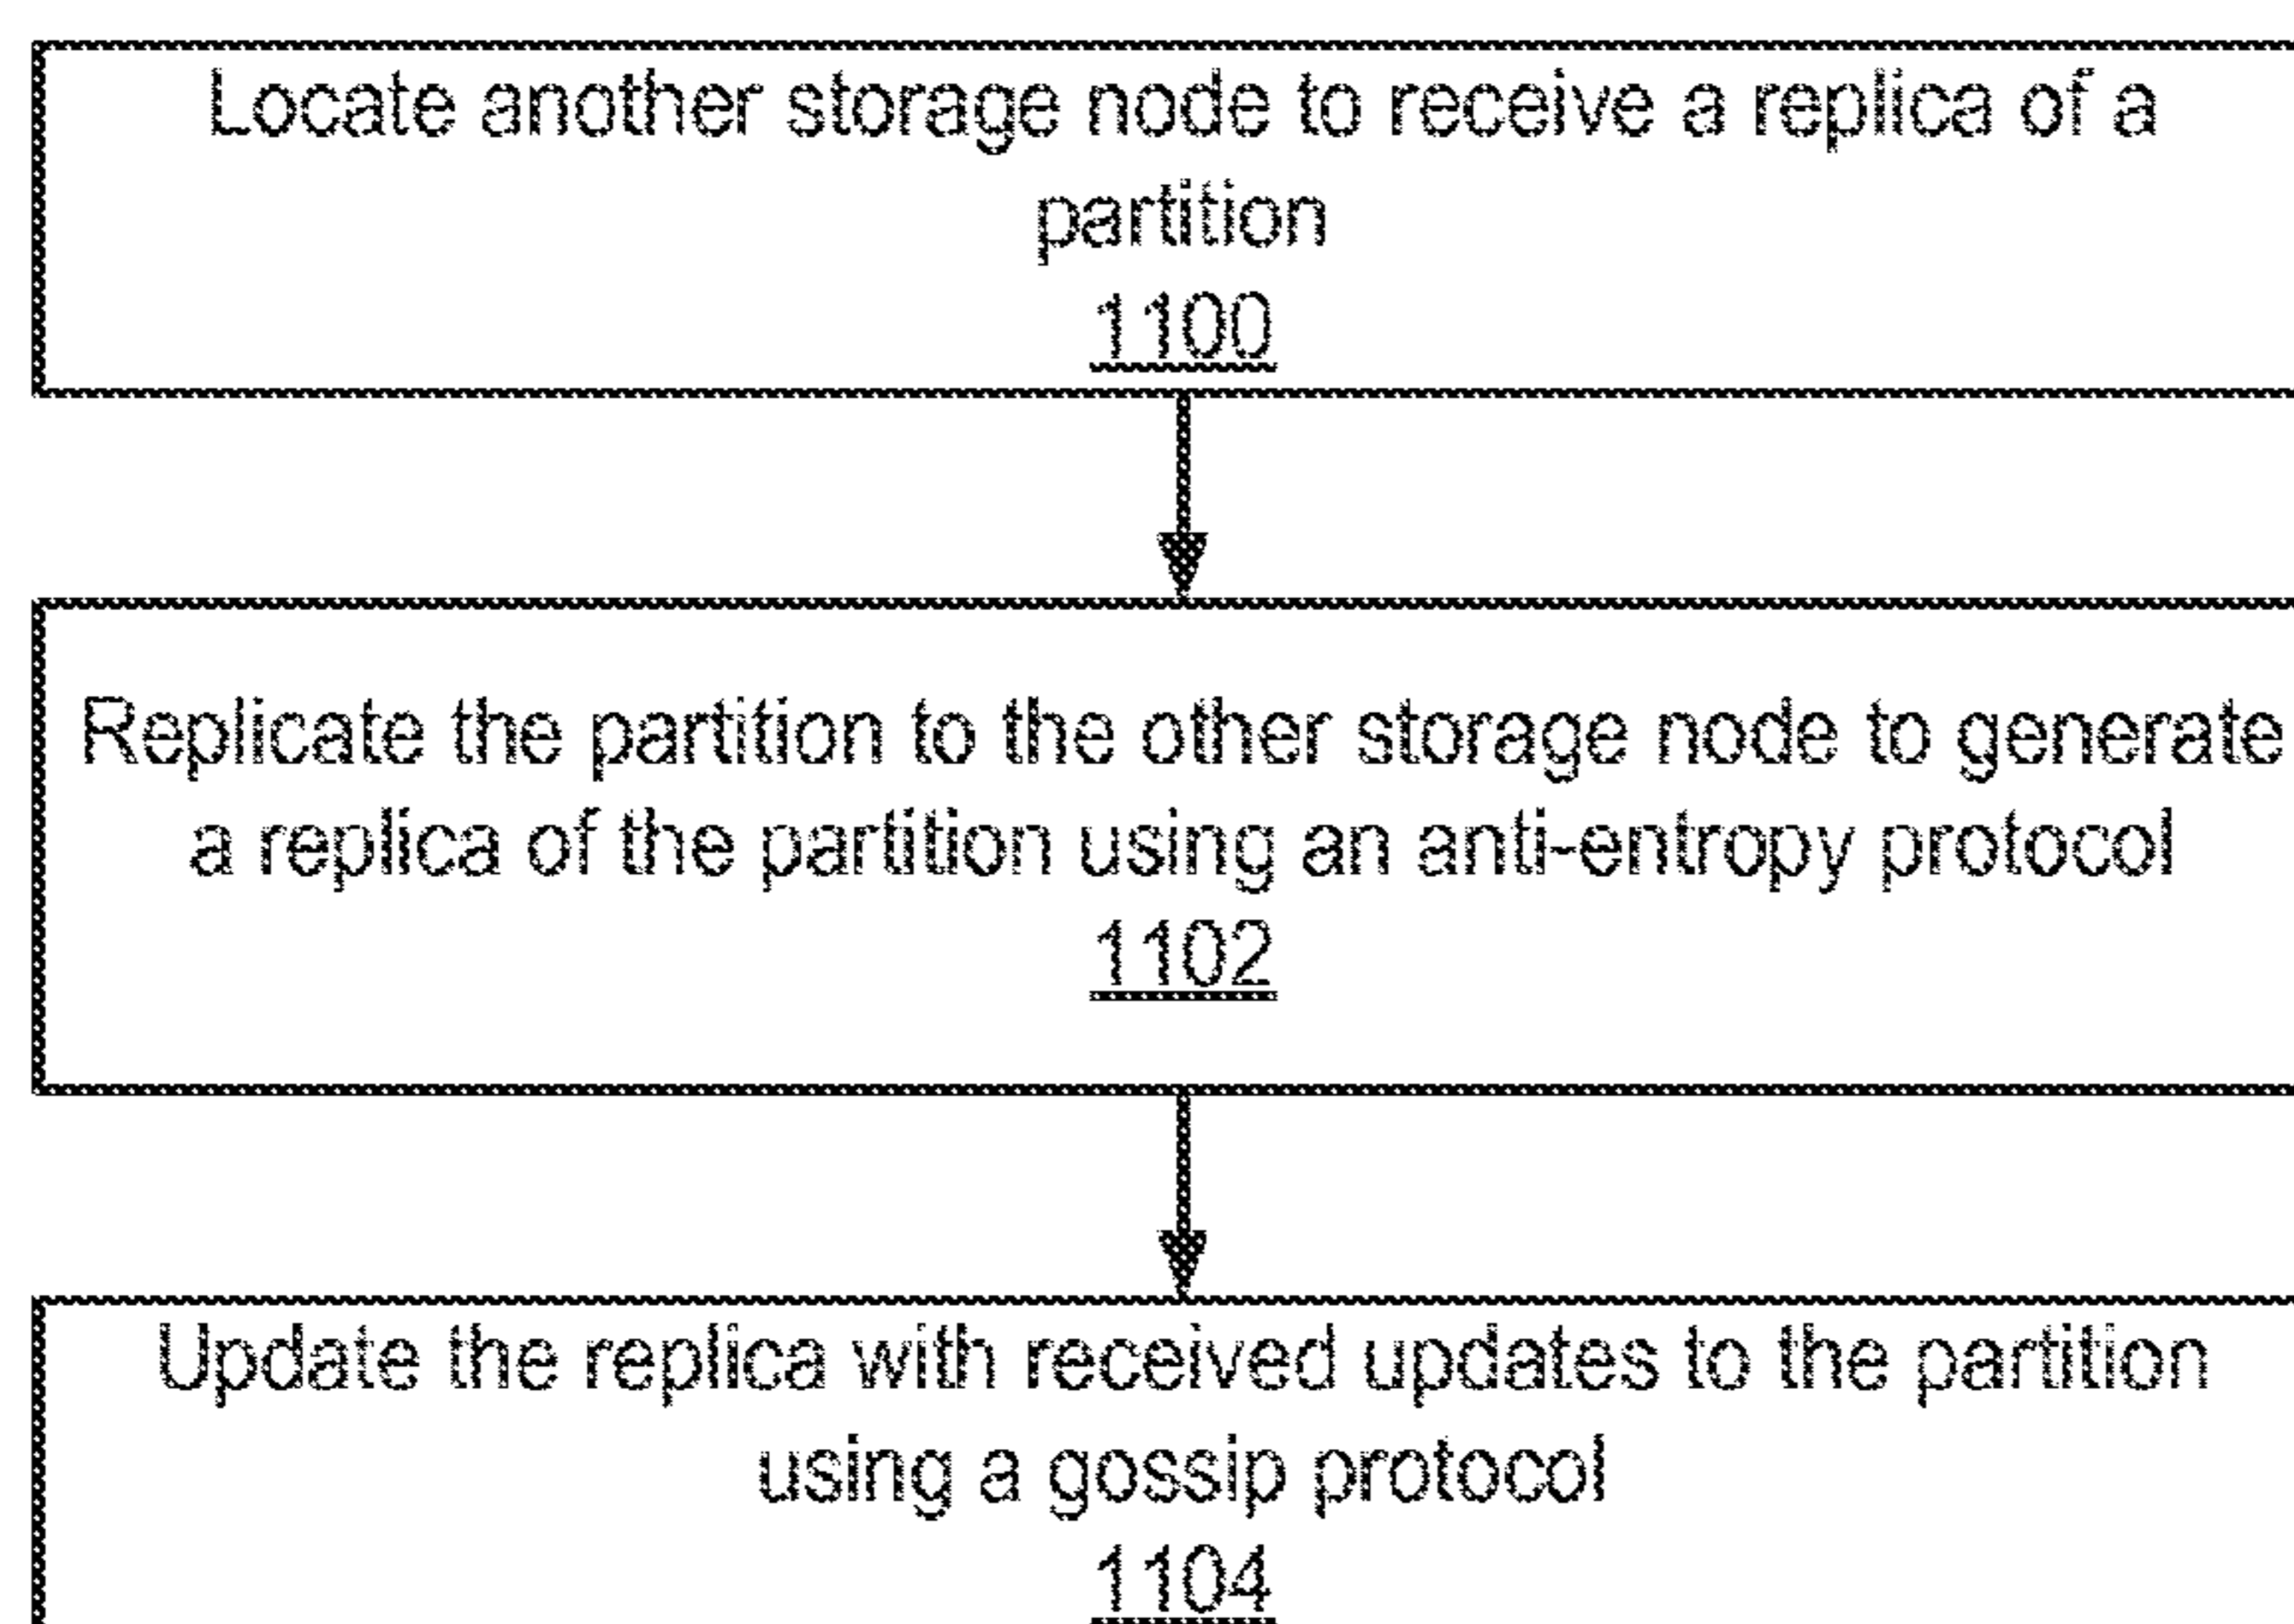 Locate another storage node to receive a replica of a
partition
1100
Replicate the partition to the other storage node to generate
a replica of the partition using an anti-entropy protocol
1102
Update the replica with received updates to the partition
using a gossip protocol
1104